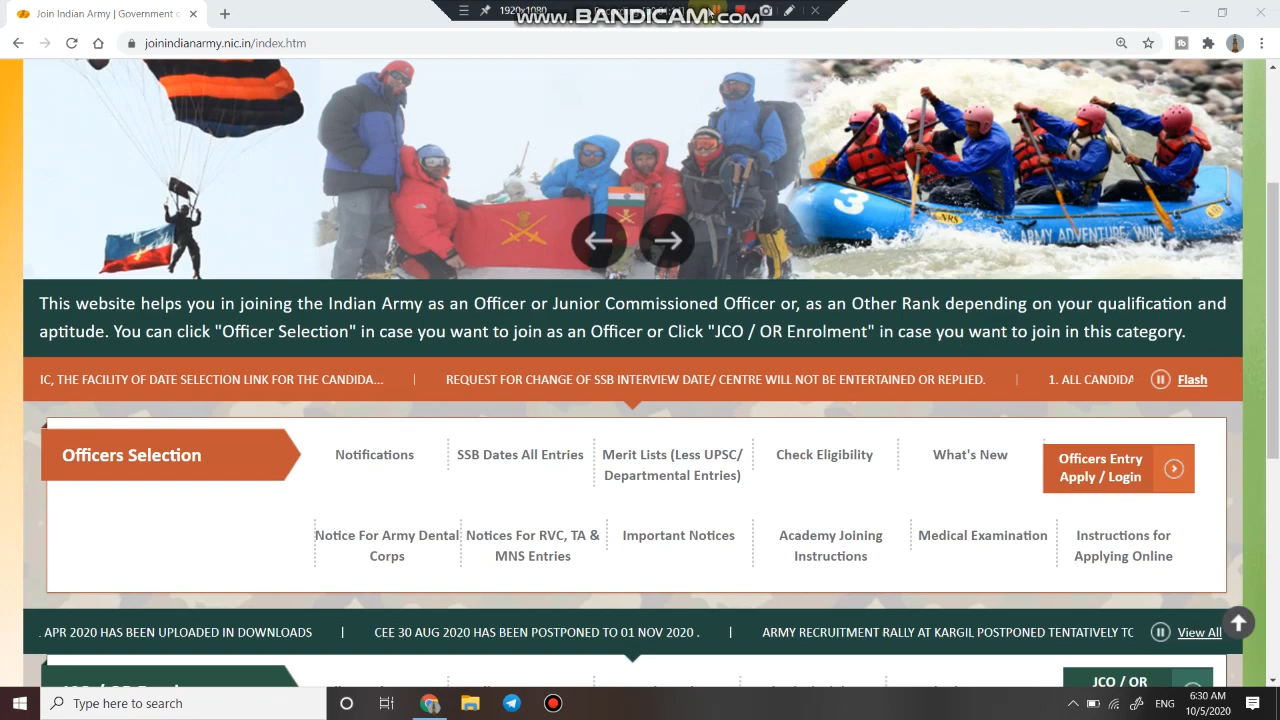 1920x1080
www.BANDICAM.com
Join Indian Army | Government o
joinindianarmy.nic.in/index.htm
3
NRS
ARMY ADVENTURE WING
This website helps you in joining the Indian Army as an Officer or Junior Commissioned Officer or, as an Other Rank depending on your qualification and
aptitude. You can click "Officer Selection" in case you want to join as an Officer or Click "JCO / OR Enrolment" in case you want to join in this category.
IC, THE FACILITY OF DATE SELECTION LINK FOR THE CANDIDA... | REQUEST FOR CHANGE OF SSB INTERVIEW DATE/ CENTRE WILL NOT BE ENTERTAINED OR REPLIED. | 1. ALL CANDIDA Flash
Officers Selection
Notifications
SSB Dates All Entries
Merit Lists (Less UPSC/
Departmental Entries)
Check Eligibility
What's New
Officers Entry
Apply / Login
Notice For Army Dental
Corps
Notices For RVC, TA &
MNS Entries
Important Notices
Academy Joining
Instructions
Medical Examination
Instructions for
Applying Online
. APR 2020 HAS BEEN UPLOADED IN DOWNLOADS | CEE 30 AUG 2020 HAS BEEN POSTPONED TO 01 NOV 2020 . | ARMY RECRUITMENT RALLY AT KARGIL POSTPONED TENTATIVELY TO View All
JCO / OR
Type here to search
ENG
6:30 AM
10/5/2020